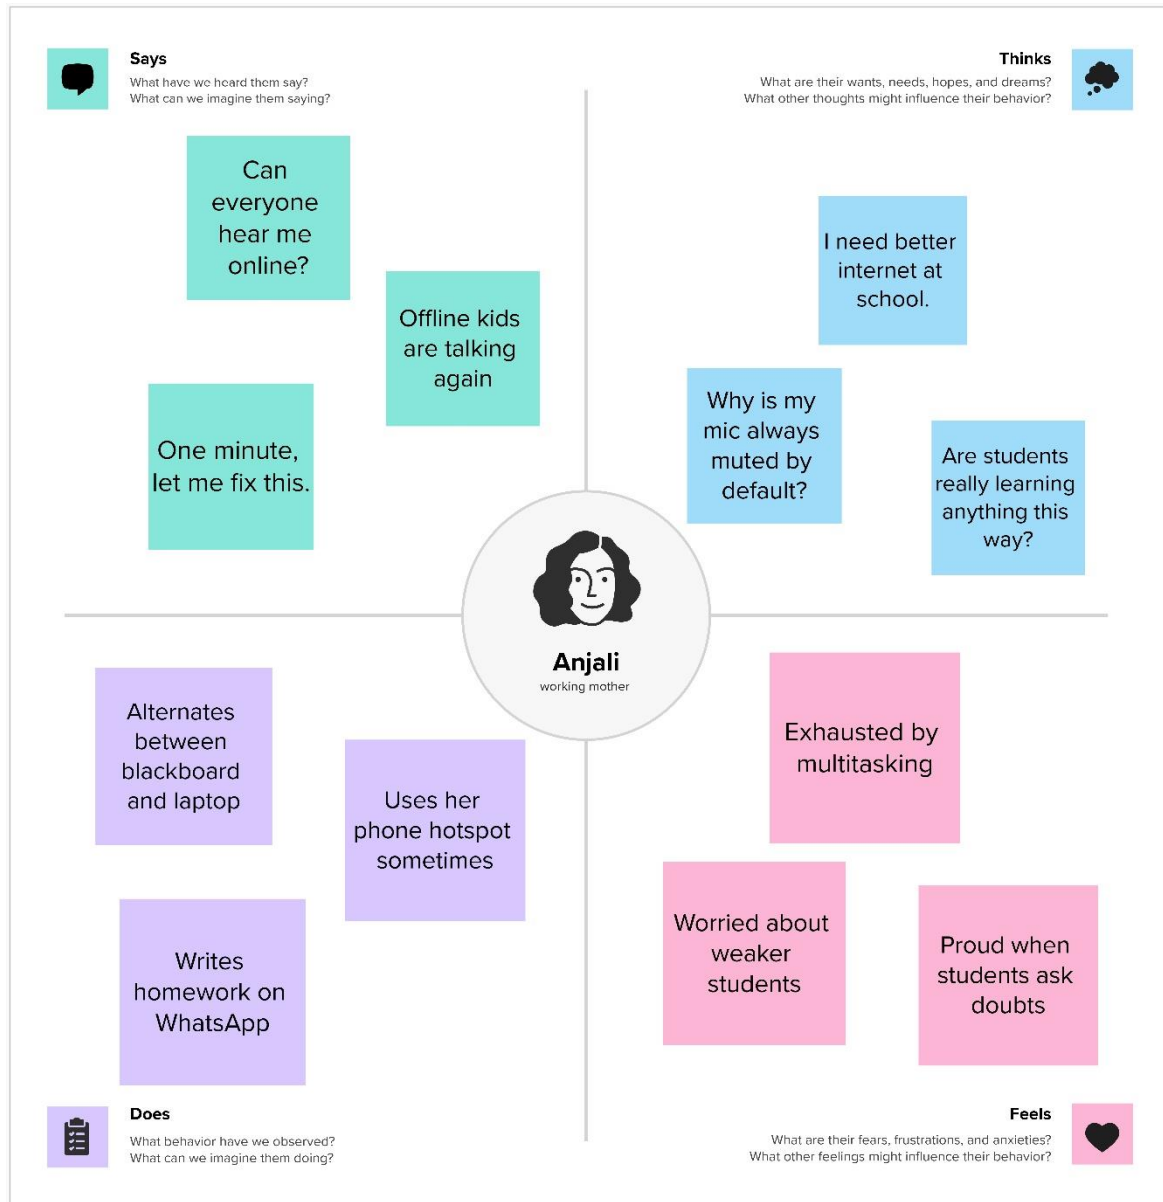 Says
What have we heard them say?
What can we imagine them saying?
Can
everyone
hear me
online?
Offline kids
are talking
again
One minute,
let me fix this.
Thinks
What are their wants, needs, hopes, and dreams?
What other thoughts might influence their behavior?
I need better
internet at
school.
Why is my
mic always
muted by
default?
Are students
really learning
anything this
way?
Anjali
working mother
Alternates
between
blackboard
and laptop
Uses her
phone hotspot
sometimes
Writes
homework on
WhatsApp
Does
What behavior have we observed?
What can we imagine them doing?
Exhausted by
multitasking
Worried about
weaker
students
Proud when
students ask
doubts
Feels
What are their fears, frustrations, and anxieties?
What other feelings might influence their behavior?